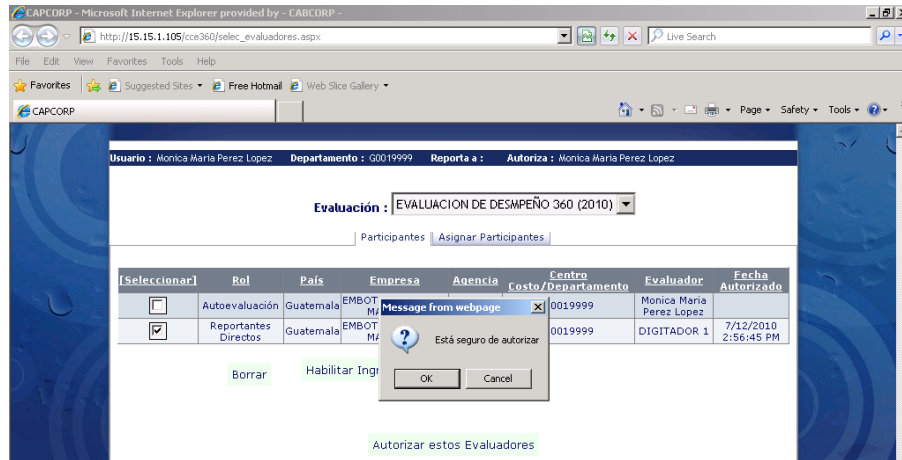 CAPCORP - Microsoft Internet Explorer provided by - CABCORP -
http://15.15.1.105/cce360/selec_evaluadores.aspx
Live Search
File Edit View Favorites Tools Help
Favorites Suggested Sites Free Hotmail Web Slice Gallery
CAPCORP Page Safety Tools
Usuario : Monica Maria Perez Lopez Departamento : G0019999 Reporta a : Autoriza : Monica Maria Perez Lopez
Evaluación : EVALUACION DE DESMPEÑO 360 (2010)
Participantes Asignar Participantes
[Seleccionar] Rol País Empresa Agencia Centro Costo/Departamento Evaluador Fecha Autorizado
Autoevaluación Guatemala EMBOT 0019999 Monica Maria Perez Lopez
Reportantes Directos Guatemala EMBOT 0019999 DIGITADOR 1 7/12/2010 2:56:45 PM
Message from webpage
Está seguro de autorizar
OK Cancel
Borrar Habilitar Ingr
Autorizar estos Evaluadores